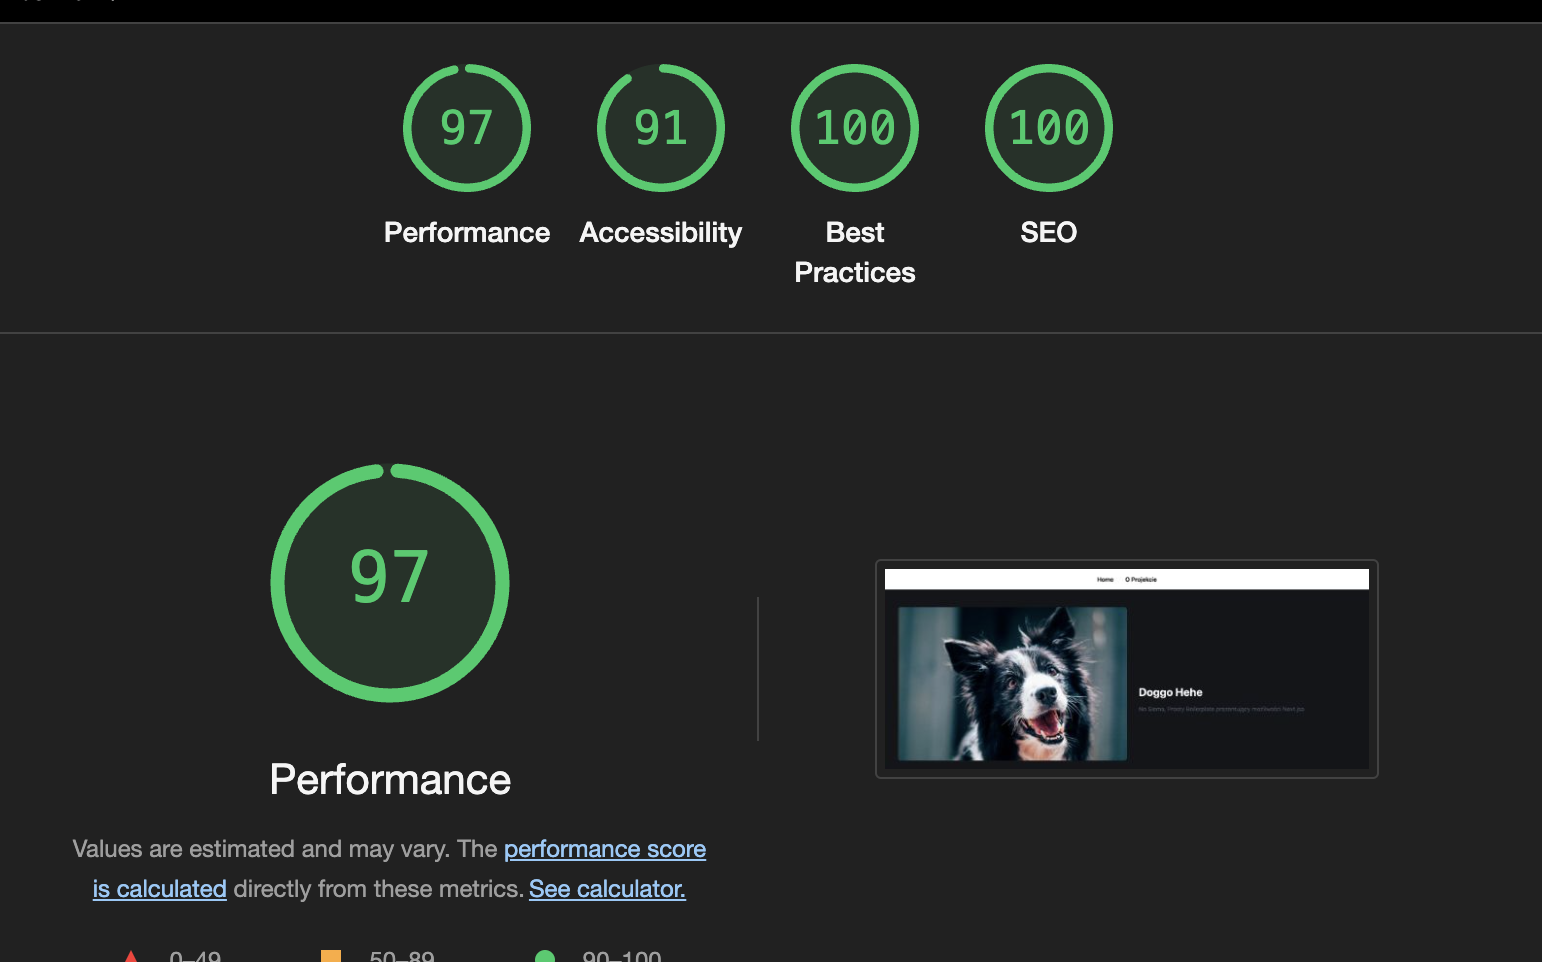 97
91
100
100
Performance
Accessibility
Best
Practices
SEO
97
Performance
Values are estimated and may vary. The performance score
is calculated directly from these metrics. See calculator.
0–49
50–89
90–100
Home
O Projekcie
Doggo Hehe